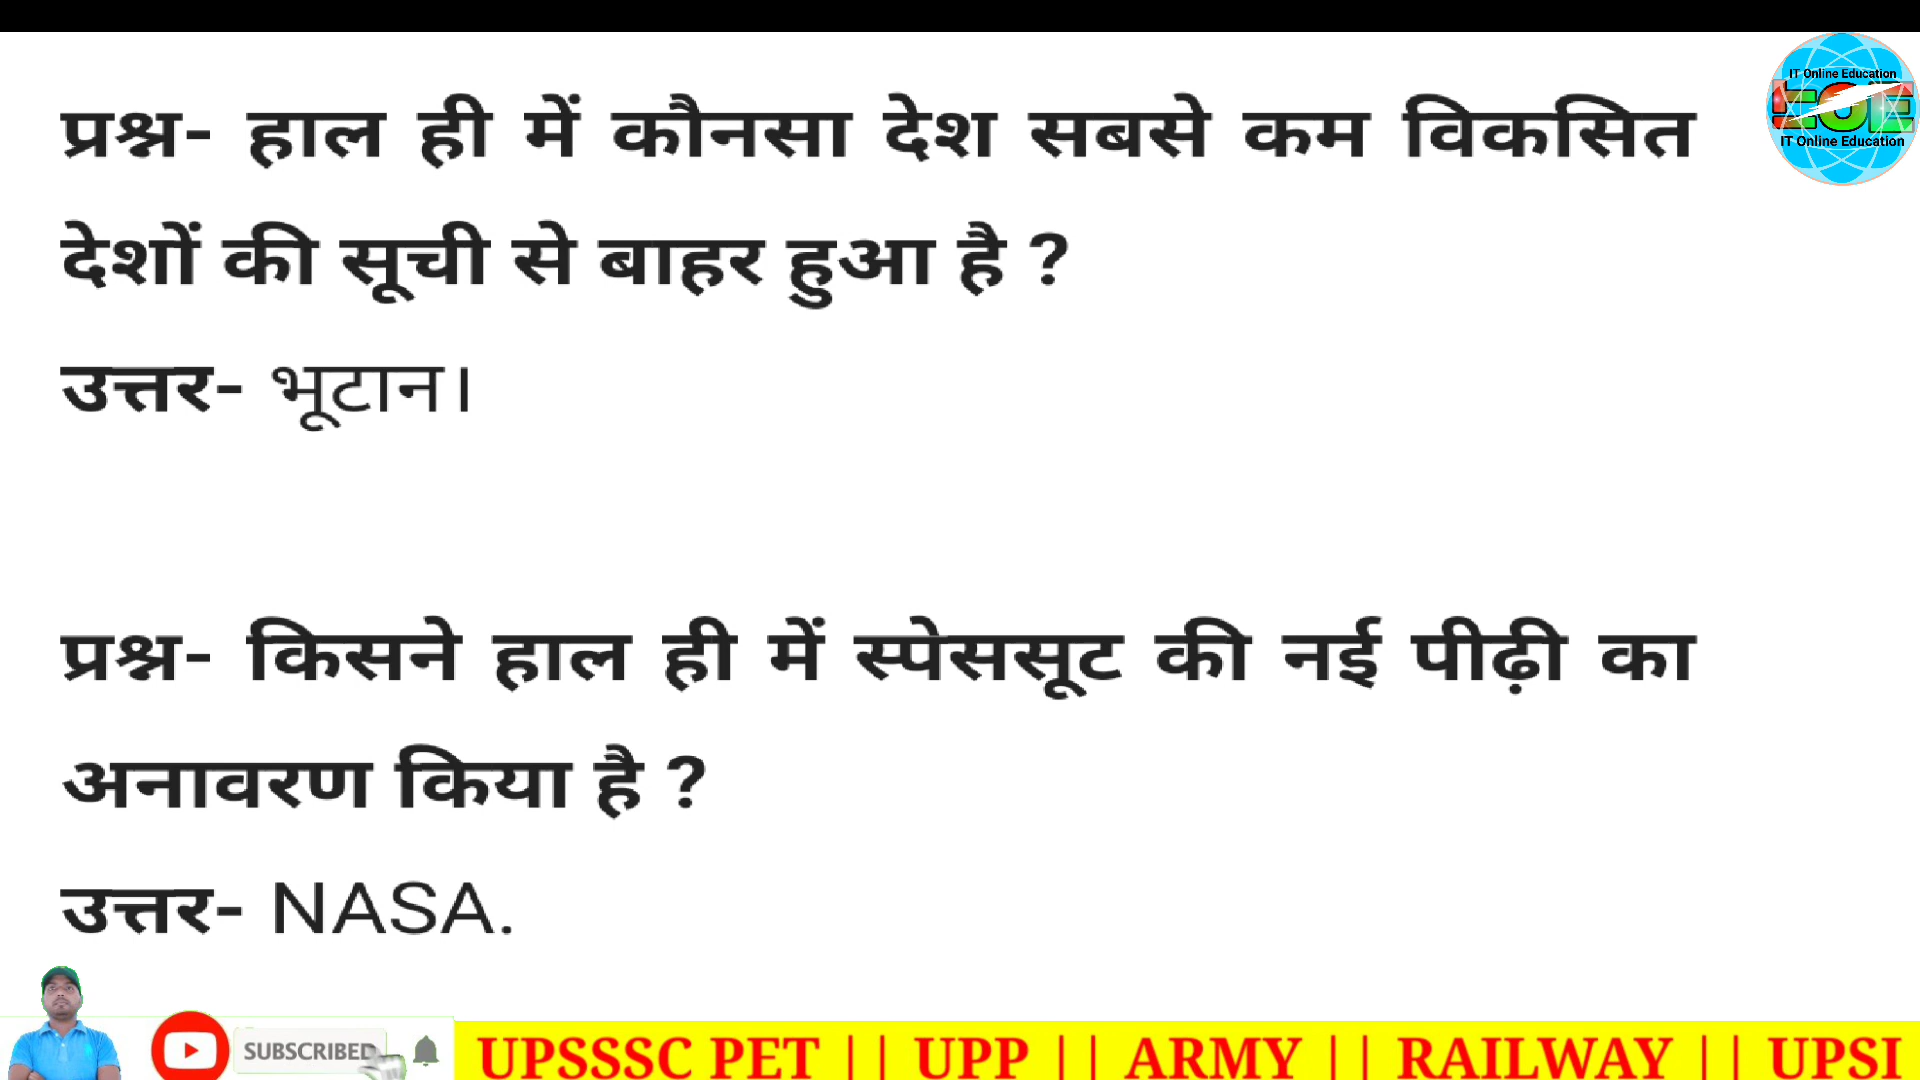 प्रश्न- हाल ही में कौनसा देश सबसे कम विकसित
देशों की सूची से बाहर हुआ है ?
उत्तर- भूटान।
प्रश्न- किसने हाल ही में स्पेससूट की नई पीढ़ी का
अनावरण किया है ?
उत्तर- NASA.
IT Online Education
EOE
IT Online Education
SUBSCRIBED
UPSSSC PET || UPP || ARMY || RAILWAY || UPSI